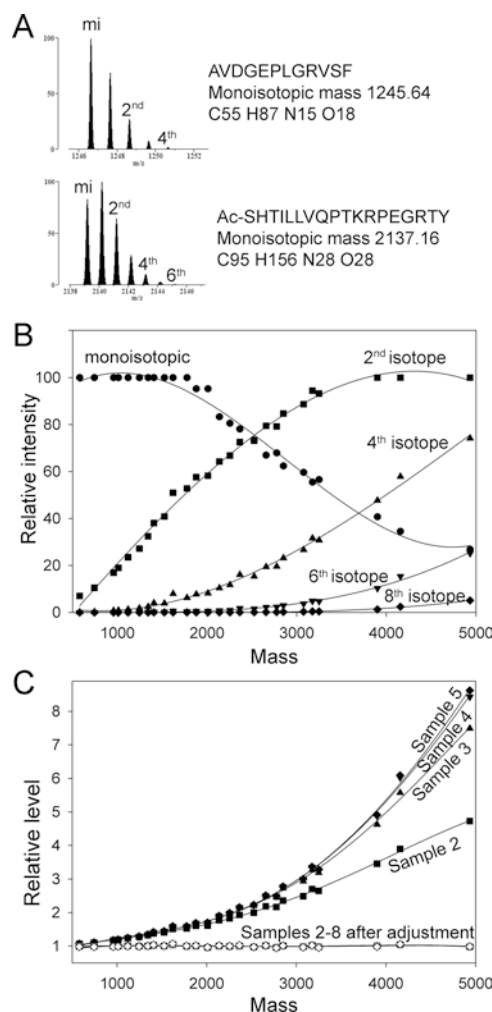 A
mi
100
2nd
50
4th
0
1246 1248 1250 1252
m/z
AVDGEPLGRVSF
Monoisotopic mass 1245.64
C55 H87 N15 O18
mi
100
2nd
50
4th
6th
0
2138 2140 2142 2144 2146
m/z
Ac-SHTILLVQPTKRPEGRTY
Monoisotopic mass 2137.16
C95 H156 N28 O28
B
monoisotopic
2nd isotope
4th isotope
6th isotope
8th isotope
Relative intensity
100
80
60
40
20
0
1000 2000 3000 4000 5000
Mass
C
Sample 5
Sample 4
Sample 3
Sample 2
Samples 2-8 after adjustment
Relative level
8
7
6
5
4
3
2
1
1000 2000 3000 4000 5000
Mass